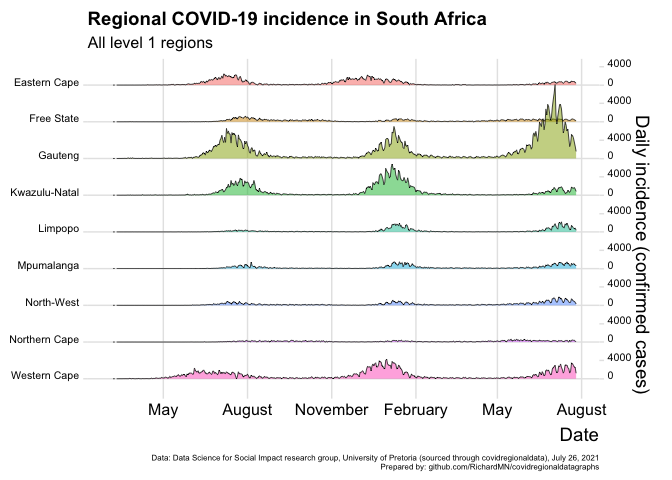 Regional COVID-19 incidence in South Africa
All level 1 regions
Eastern Cape
4000
0
Free State
4000
0
Gauteng
4000
0
Kwazulu-Natal
4000
0
Limpopo
4000
0
Mpumalanga
4000
0
North-West
4000
0
Northern Cape
4000
0
Western Cape
4000
0
Daily incidence (confirmed cases)
May August November February May August
Date
Data: Data Science for Social Impact research group, University of Pretoria (sourced through covidregionaldata), July 26, 2021
Prepared by: github.com/RichardMN/covidregionaldatagraphs